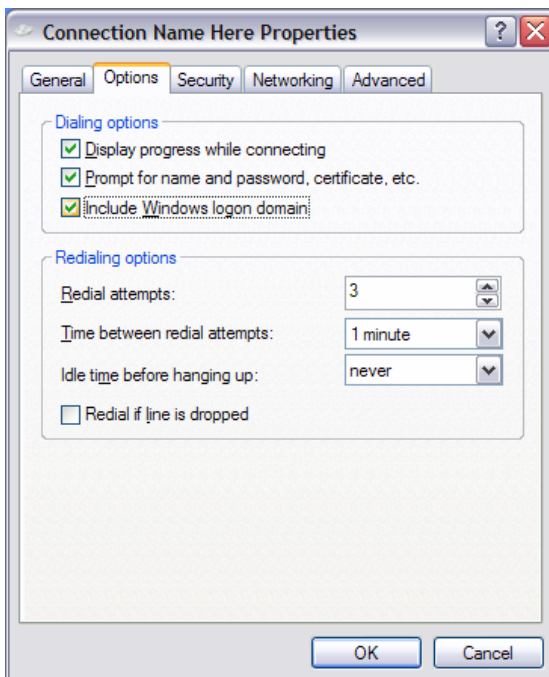 Connection Name Here Properties
?
General Options Security Networking Advanced
Dialing options
Display progress while connecting
Prompt for name and password, certificate, etc.
Include Windows logon domain
Redialing options
Redial attempts: 3
Time between redial attempts: 1 minute
Idle time before hanging up: never
Redial if line is dropped
OK Cancel